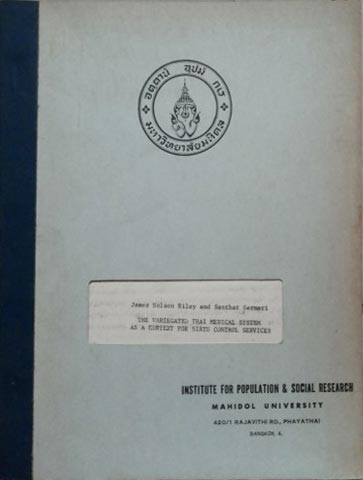 อตฺตานํ อุปมํ กเร
มหาวิทยาลัยมหิดล
James Nelson Riley and Santhat Sermsri
THE VARIEGATED THAI MEDICAL SYSTEM
AS A CONTEXT FOR BIRTH CONTROL SERVICES
INSTITUTE FOR POPULATION & SOCIAL RESEARCH
MAHIDOL UNIVERSITY
420/1 RAJAVITHI RD., PHAYATHAI
BANGKOK 4,